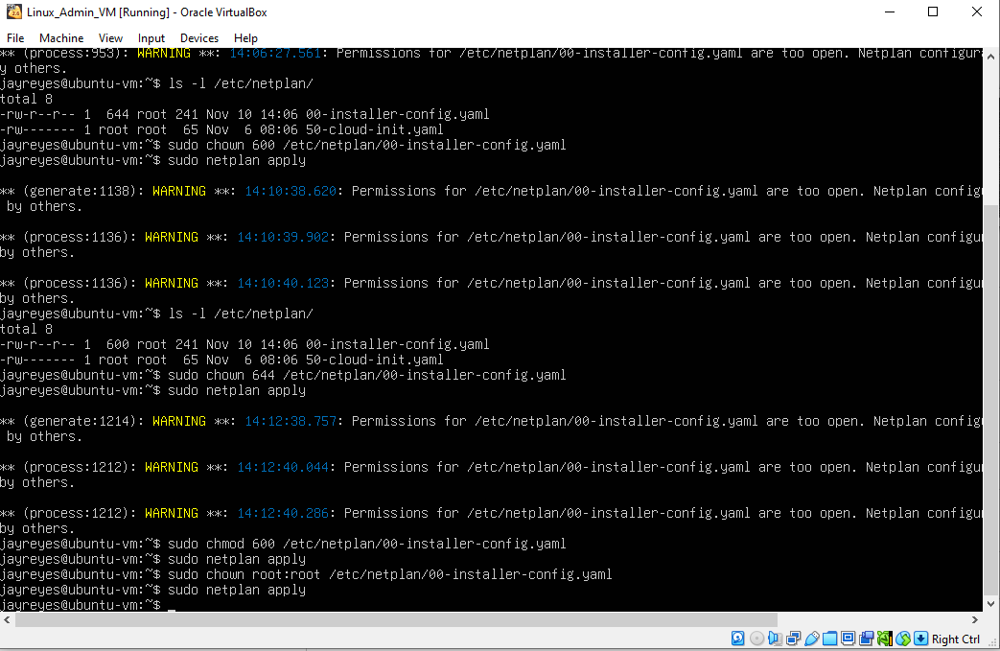 Linux_Admin_VM [Running] - Oracle VirtualBox
File Machine View Input Devices Help
** (process:953): WARNING **: 14:06:27.561: Permissions for /etc/netplan/00-installer-config.yaml are too open. Netplan configura
y others.
jayreyes@ubuntu-vm:~$ ls -l /etc/netplan/
total 8
-rw-r--r-- 1  644 root 241 Nov 10 14:06 00-installer-config.yaml
-rw------- 1 root root  65 Nov  6 08:06 50-cloud-init.yaml
jayreyes@ubuntu-vm:~$ sudo chown 600 /etc/netplan/00-installer-config.yaml
jayreyes@ubuntu-vm:~$ sudo netplan apply
** (generate:1138): WARNING **: 14:10:38.620: Permissions for /etc/netplan/00-installer-config.yaml are too open. Netplan configu
 by others.
** (process:1136): WARNING **: 14:10:39.902: Permissions for /etc/netplan/00-installer-config.yaml are too open. Netplan configur
by others.
** (process:1136): WARNING **: 14:10:40.123: Permissions for /etc/netplan/00-installer-config.yaml are too open. Netplan configur
by others.
jayreyes@ubuntu-vm:~$ ls -l /etc/netplan/
total 8
-rw-r--r-- 1  600 root 241 Nov 10 14:06 00-installer-config.yaml
-rw------- 1 root root  65 Nov  6 08:06 50-cloud-init.yaml
jayreyes@ubuntu-vm:~$ sudo chown 644 /etc/netplan/00-installer-config.yaml
jayreyes@ubuntu-vm:~$ sudo netplan apply
** (generate:1214): WARNING **: 14:12:38.757: Permissions for /etc/netplan/00-installer-config.yaml are too open. Netplan configu
 by others.
** (process:1212): WARNING **: 14:12:40.044: Permissions for /etc/netplan/00-installer-config.yaml are too open. Netplan configur
by others.
** (process:1212): WARNING **: 14:12:40.286: Permissions for /etc/netplan/00-installer-config.yaml are too open. Netplan configur
by others.
jayreyes@ubuntu-vm:~$ sudo chmod 600 /etc/netplan/00-installer-config.yaml
jayreyes@ubuntu-vm:~$ sudo netplan apply
jayreyes@ubuntu-vm:~$ sudo chown root:root /etc/netplan/00-installer-config.yaml
jayreyes@ubuntu-vm:~$ sudo netplan apply
jayreyes@ubuntu-vm:~$ _
Right Ctrl